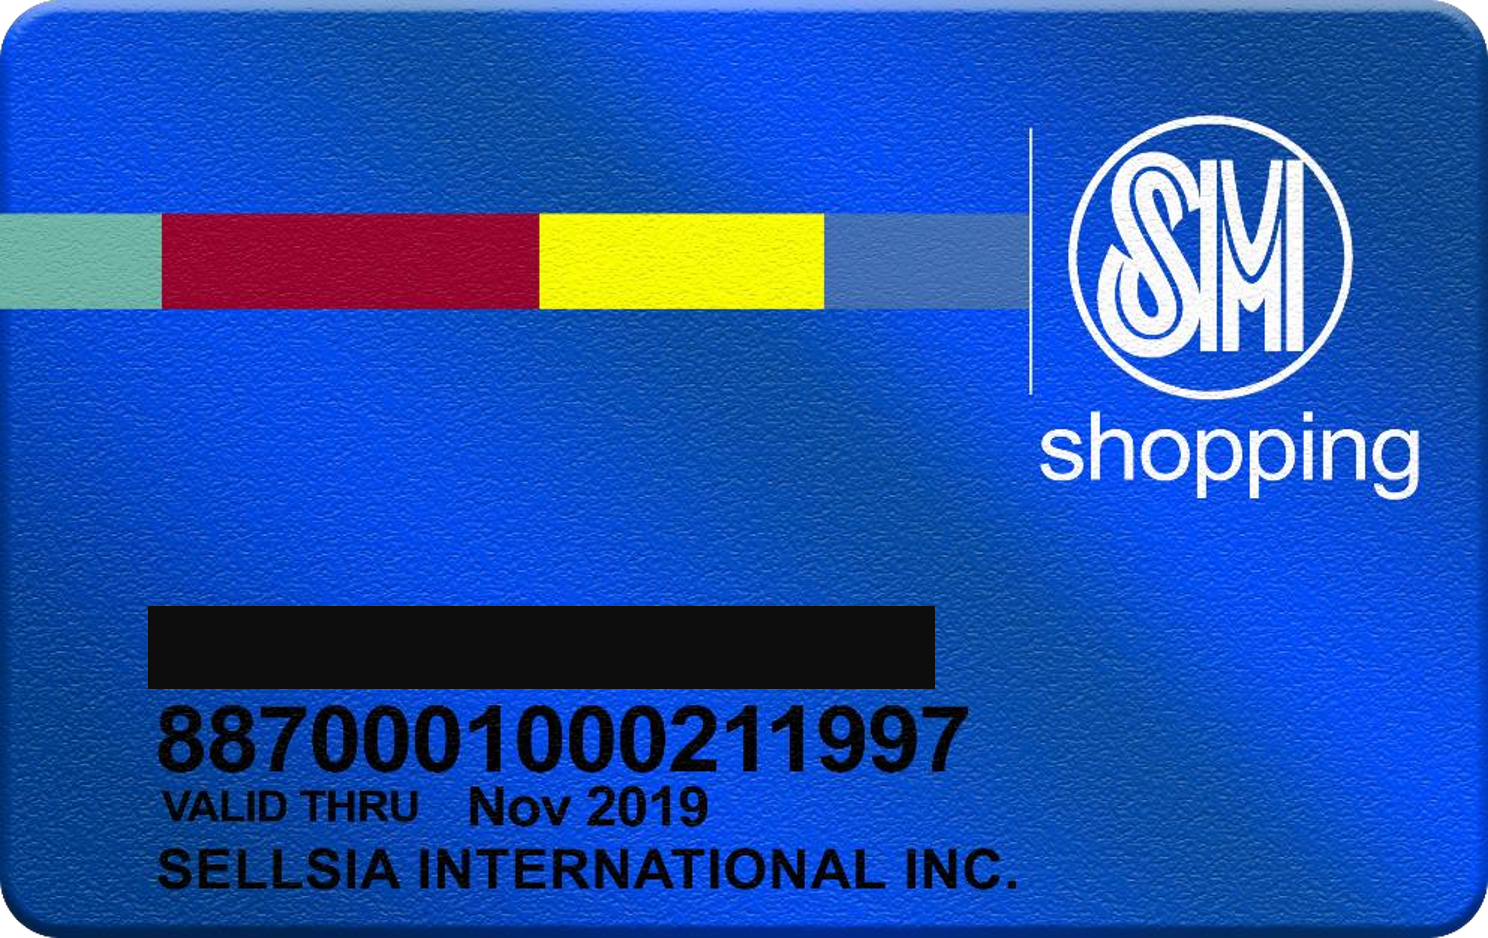 SM
shopping
8870001000211997
VALID THRU Nov 2019
SELLSIA INTERNATIONAL INC.